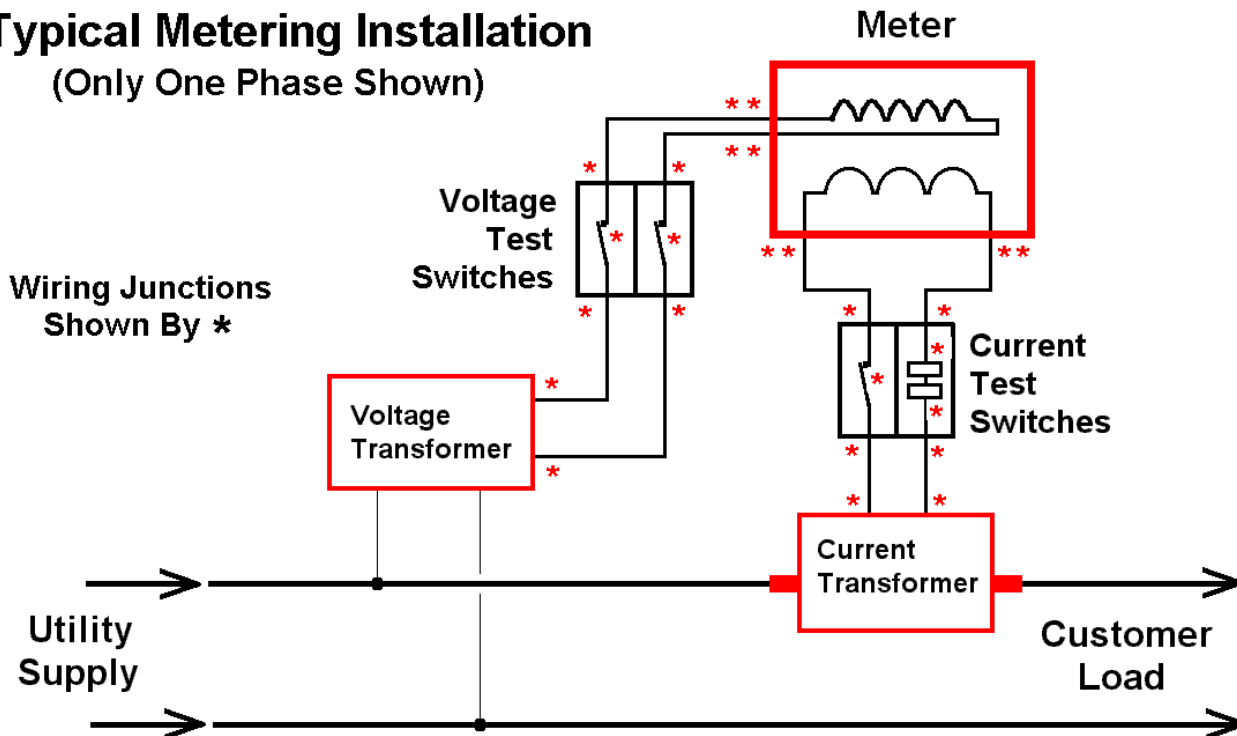 Typical Metering Installation
(Only One Phase Shown)
Meter
Voltage
Test
Switches
Wiring Junctions
Shown By *
Current
Test
Switches
Voltage
Transformer
Current
Transformer
Utility
Supply
Customer
Load